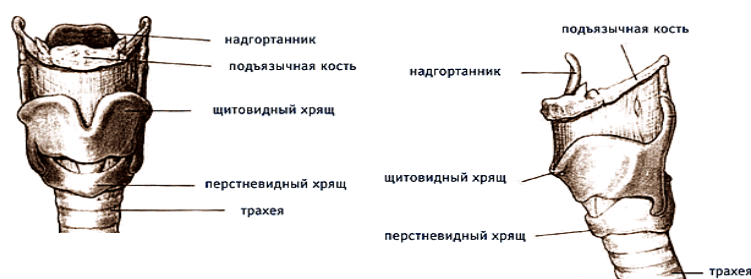 надгортанник
подъязычная кость
щитовидный хрящ
перстневидный хрящ
трахея
подъязычная кость
надгортанник
щитовидный хрящ
перстневидный хрящ
трахея